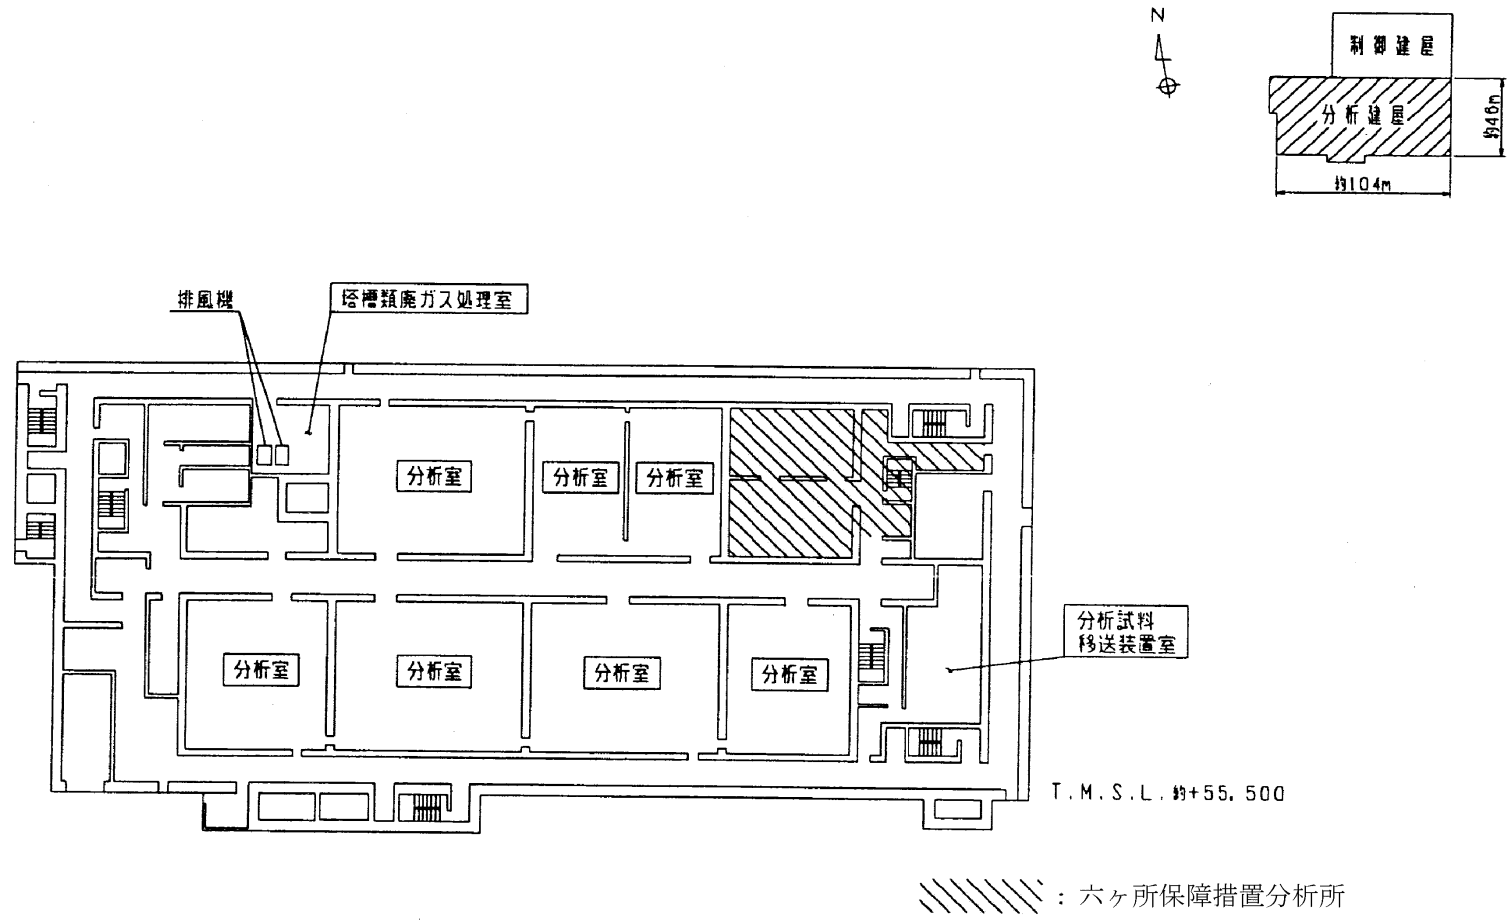 N
制御建屋
分析建屋
約46m
約104m
排風機
塔槽類廃ガス処理室
分析室
分析室
分析室
分析試料
移送装置室
分析室
分析室
分析室
分析室
T.M.S.L.約+55,500
：六ヶ所保障措置分析所